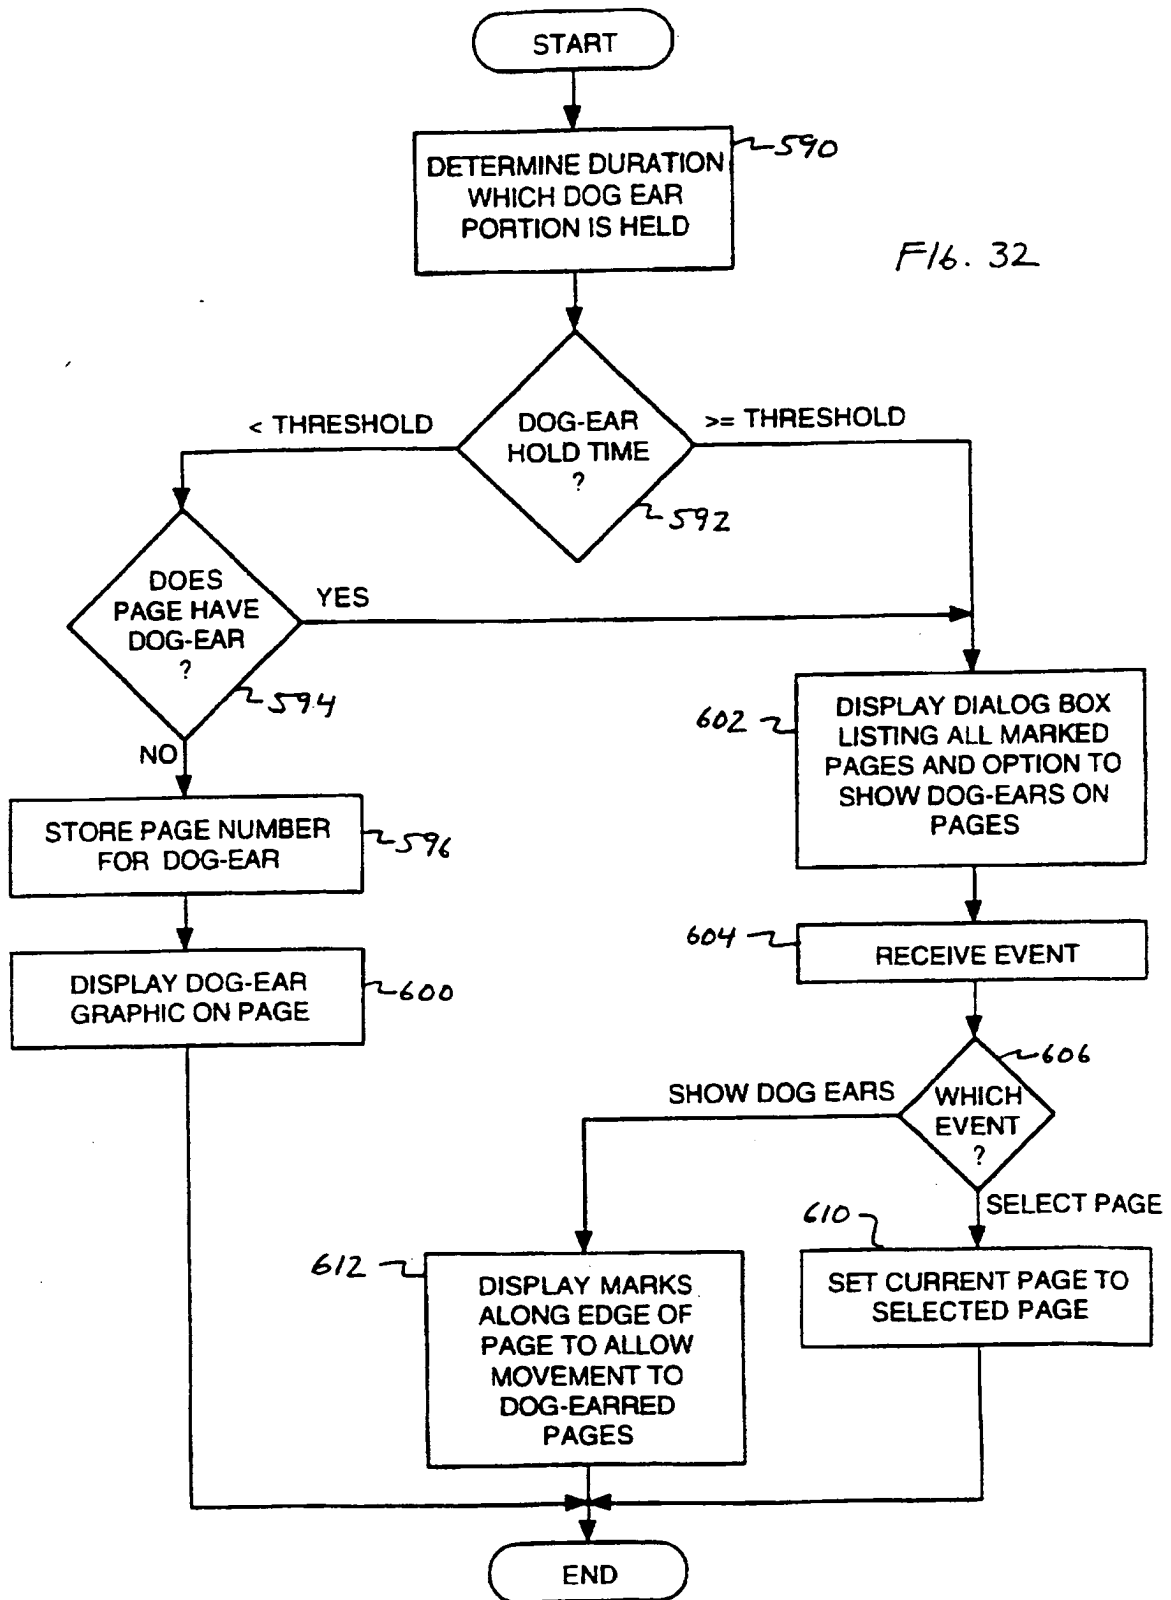 START
DETERMINE DURATION
WHICH DOG EAR
PORTION IS HELD
590
FIG. 32
< THRESHOLD
DOG-EAR
HOLD TIME
?
>= THRESHOLD
592
DOES
PAGE HAVE
DOG-EAR
?
YES
594
NO
602
DISPLAY DIALOG BOX
LISTING ALL MARKED
PAGES AND OPTION TO
SHOW DOG-EARS ON
PAGES
STORE PAGE NUMBER
FOR DOG-EAR
596
604
RECEIVE EVENT
DISPLAY DOG-EAR
GRAPHIC ON PAGE
600
606
SHOW DOG EARS
WHICH
EVENT
?
SELECT PAGE
610
612
DISPLAY MARKS
ALONG EDGE OF
PAGE TO ALLOW
MOVEMENT TO
DOG-EARRED
PAGES
SET CURRENT PAGE TO
SELECTED PAGE
END